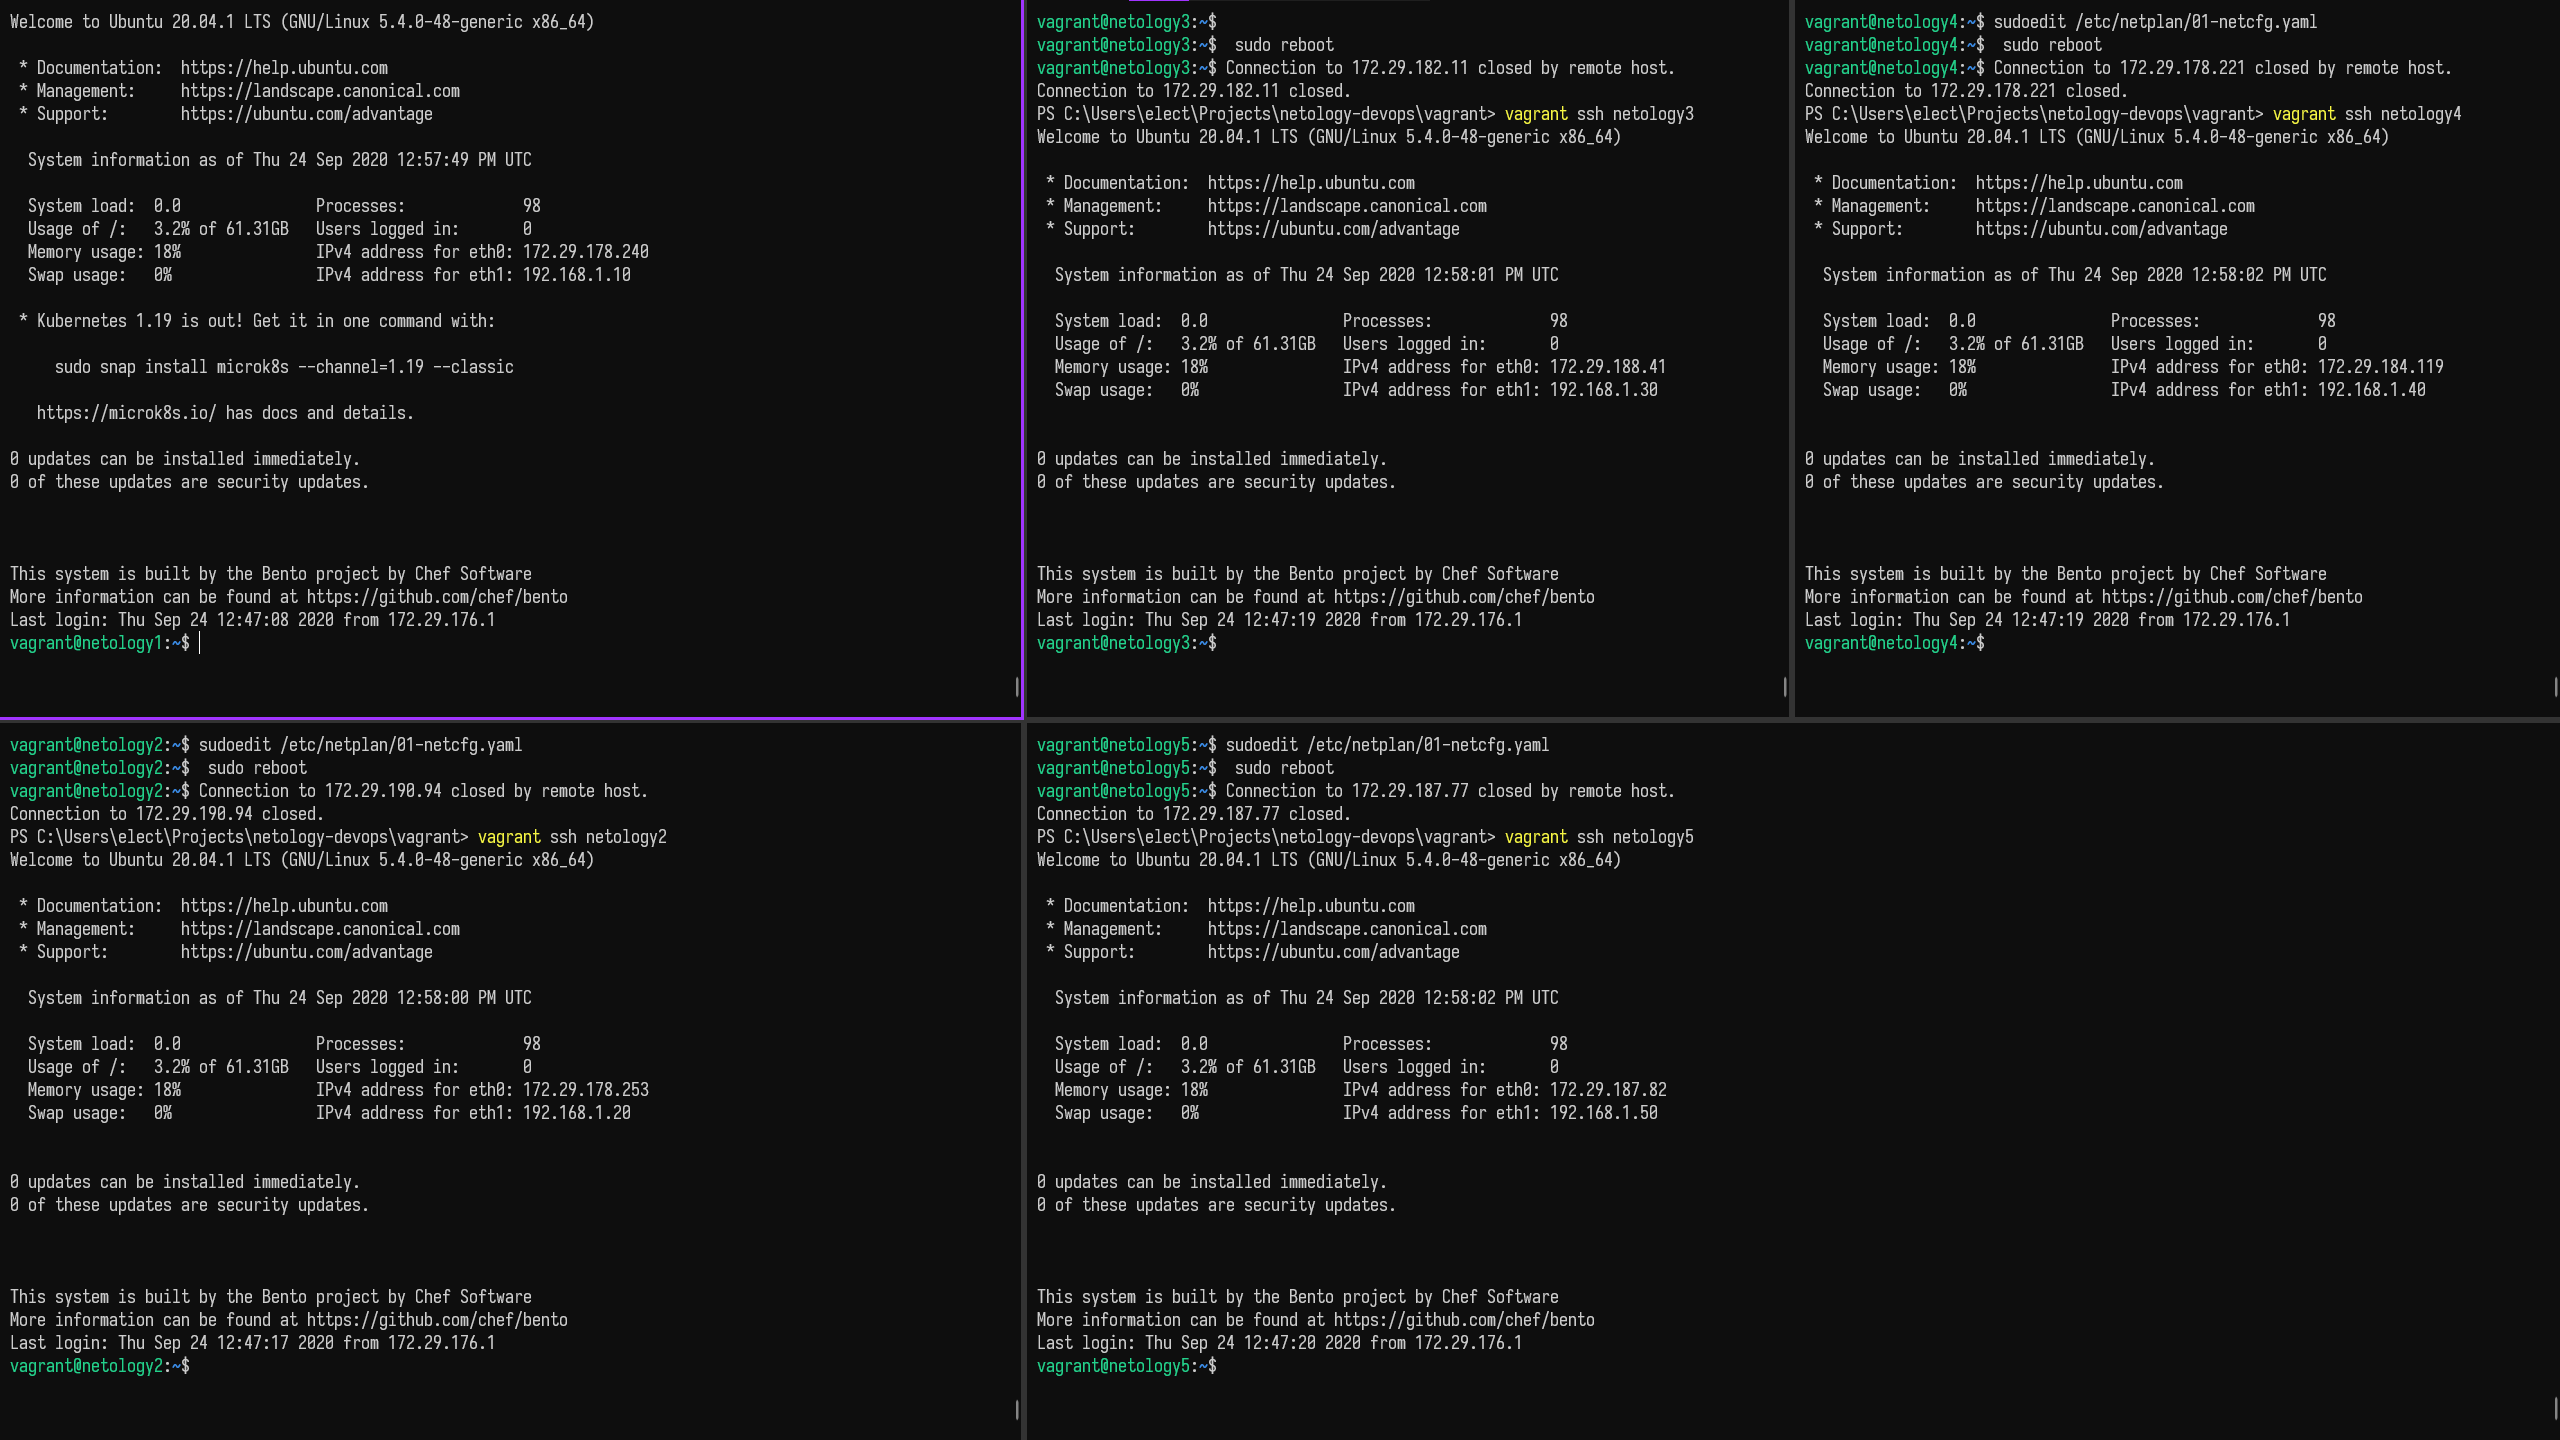 Welcome to Ubuntu 20.04.1 LTS (GNU/Linux 5.4.0-48-generic x86_64)
 * Documentation:  https://help.ubuntu.com
 * Management:     https://landscape.canonical.com
 * Support:        https://ubuntu.com/advantage
  System information as of Thu 24 Sep 2020 12:57:49 PM UTC
  System load:  0.0               Processes:             98
  Usage of /:   3.2% of 61.31GB   Users logged in:       0
  Memory usage: 18%               IPv4 address for eth0: 172.29.178.240
  Swap usage:   0%                IPv4 address for eth1: 192.168.1.10
 * Kubernetes 1.19 is out! Get it in one command with:
     sudo snap install microk8s --channel=1.19 --classic
   https://microk8s.io/ has docs and details.
0 updates can be installed immediately.
0 of these updates are security updates.
This system is built by the Bento project by Chef Software
More information can be found at https://github.com/chef/bento
Last login: Thu Sep 24 12:47:08 2020 from 172.29.176.1
vagrant@netology1:~$
vagrant@netology3:~$
vagrant@netology3:~$  sudo reboot
vagrant@netology3:~$ Connection to 172.29.182.11 closed by remote host.
Connection to 172.29.182.11 closed.
PS C:\Users\elect\Projects\netology-devops\vagrant> vagrant ssh netology3
Welcome to Ubuntu 20.04.1 LTS (GNU/Linux 5.4.0-48-generic x86_64)
 * Documentation:  https://help.ubuntu.com
 * Management:     https://landscape.canonical.com
 * Support:        https://ubuntu.com/advantage
  System information as of Thu 24 Sep 2020 12:58:01 PM UTC
  System load:  0.0               Processes:             98
  Usage of /:   3.2% of 61.31GB   Users logged in:       0
  Memory usage: 18%               IPv4 address for eth0: 172.29.188.41
  Swap usage:   0%                IPv4 address for eth1: 192.168.1.30
0 updates can be installed immediately.
0 of these updates are security updates.
This system is built by the Bento project by Chef Software
More information can be found at https://github.com/chef/bento
Last login: Thu Sep 24 12:47:19 2020 from 172.29.176.1
vagrant@netology3:~$
vagrant@netology4:~$ sudoedit /etc/netplan/01-netcfg.yaml
vagrant@netology4:~$  sudo reboot
vagrant@netology4:~$ Connection to 172.29.178.221 closed by remote host.
Connection to 172.29.178.221 closed.
PS C:\Users\elect\Projects\netology-devops\vagrant> vagrant ssh netology4
Welcome to Ubuntu 20.04.1 LTS (GNU/Linux 5.4.0-48-generic x86_64)
 * Documentation:  https://help.ubuntu.com
 * Management:     https://landscape.canonical.com
 * Support:        https://ubuntu.com/advantage
  System information as of Thu 24 Sep 2020 12:58:02 PM UTC
  System load:  0.0               Processes:             98
  Usage of /:   3.2% of 61.31GB   Users logged in:       0
  Memory usage: 18%               IPv4 address for eth0: 172.29.184.119
  Swap usage:   0%                IPv4 address for eth1: 192.168.1.40
0 updates can be installed immediately.
0 of these updates are security updates.
This system is built by the Bento project by Chef Software
More information can be found at https://github.com/chef/bento
Last login: Thu Sep 24 12:47:19 2020 from 172.29.176.1
vagrant@netology4:~$
vagrant@netology2:~$ sudoedit /etc/netplan/01-netcfg.yaml
vagrant@netology2:~$  sudo reboot
vagrant@netology2:~$ Connection to 172.29.190.94 closed by remote host.
Connection to 172.29.190.94 closed.
PS C:\Users\elect\Projects\netology-devops\vagrant> vagrant ssh netology2
Welcome to Ubuntu 20.04.1 LTS (GNU/Linux 5.4.0-48-generic x86_64)
 * Documentation:  https://help.ubuntu.com
 * Management:     https://landscape.canonical.com
 * Support:        https://ubuntu.com/advantage
  System information as of Thu 24 Sep 2020 12:58:00 PM UTC
  System load:  0.0               Processes:             98
  Usage of /:   3.2% of 61.31GB   Users logged in:       0
  Memory usage: 18%               IPv4 address for eth0: 172.29.178.253
  Swap usage:   0%                IPv4 address for eth1: 192.168.1.20
0 updates can be installed immediately.
0 of these updates are security updates.
This system is built by the Bento project by Chef Software
More information can be found at https://github.com/chef/bento
Last login: Thu Sep 24 12:47:17 2020 from 172.29.176.1
vagrant@netology2:~$
vagrant@netology5:~$ sudoedit /etc/netplan/01-netcfg.yaml
vagrant@netology5:~$  sudo reboot
vagrant@netology5:~$ Connection to 172.29.187.77 closed by remote host.
Connection to 172.29.187.77 closed.
PS C:\Users\elect\Projects\netology-devops\vagrant> vagrant ssh netology5
Welcome to Ubuntu 20.04.1 LTS (GNU/Linux 5.4.0-48-generic x86_64)
 * Documentation:  https://help.ubuntu.com
 * Management:     https://landscape.canonical.com
 * Support:        https://ubuntu.com/advantage
  System information as of Thu 24 Sep 2020 12:58:02 PM UTC
  System load:  0.0               Processes:             98
  Usage of /:   3.2% of 61.31GB   Users logged in:       0
  Memory usage: 18%               IPv4 address for eth0: 172.29.187.82
  Swap usage:   0%                IPv4 address for eth1: 192.168.1.50
0 updates can be installed immediately.
0 of these updates are security updates.
This system is built by the Bento project by Chef Software
More information can be found at https://github.com/chef/bento
Last login: Thu Sep 24 12:47:20 2020 from 172.29.176.1
vagrant@netology5:~$